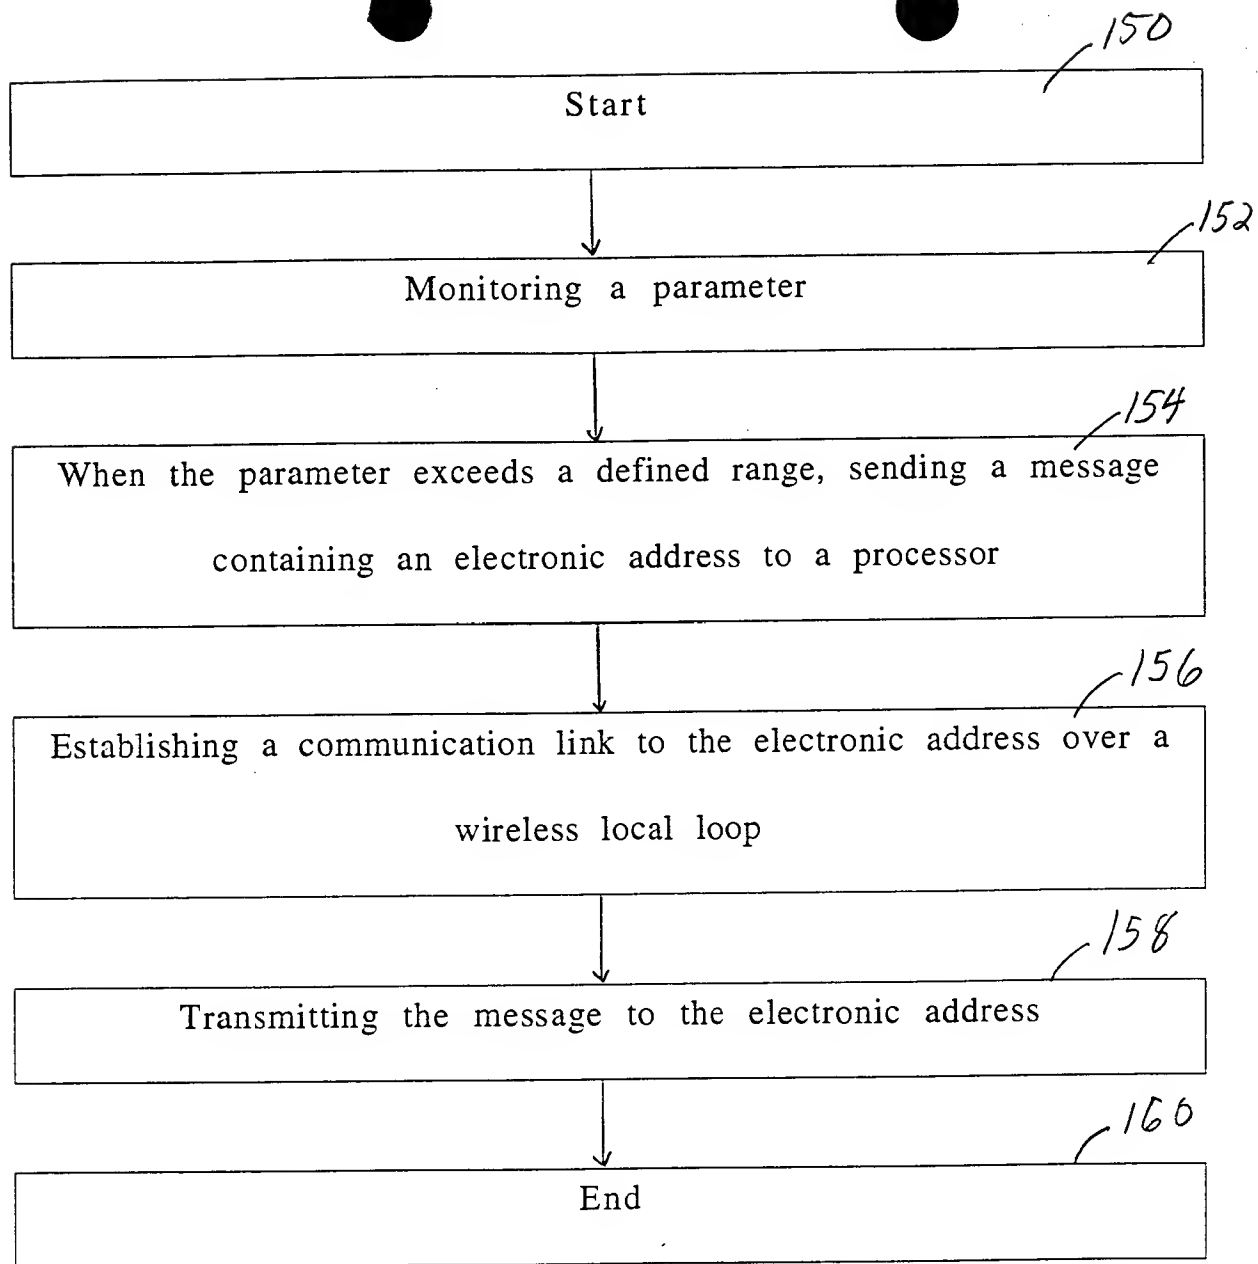 150
Start
152
Monitoring a parameter
154
When the parameter exceeds a defined range, sending a message
containing an electronic address to a processor
156
Establishing a communication link to the electronic address over a
wireless local loop
158
Transmitting the message to the electronic address
160
End